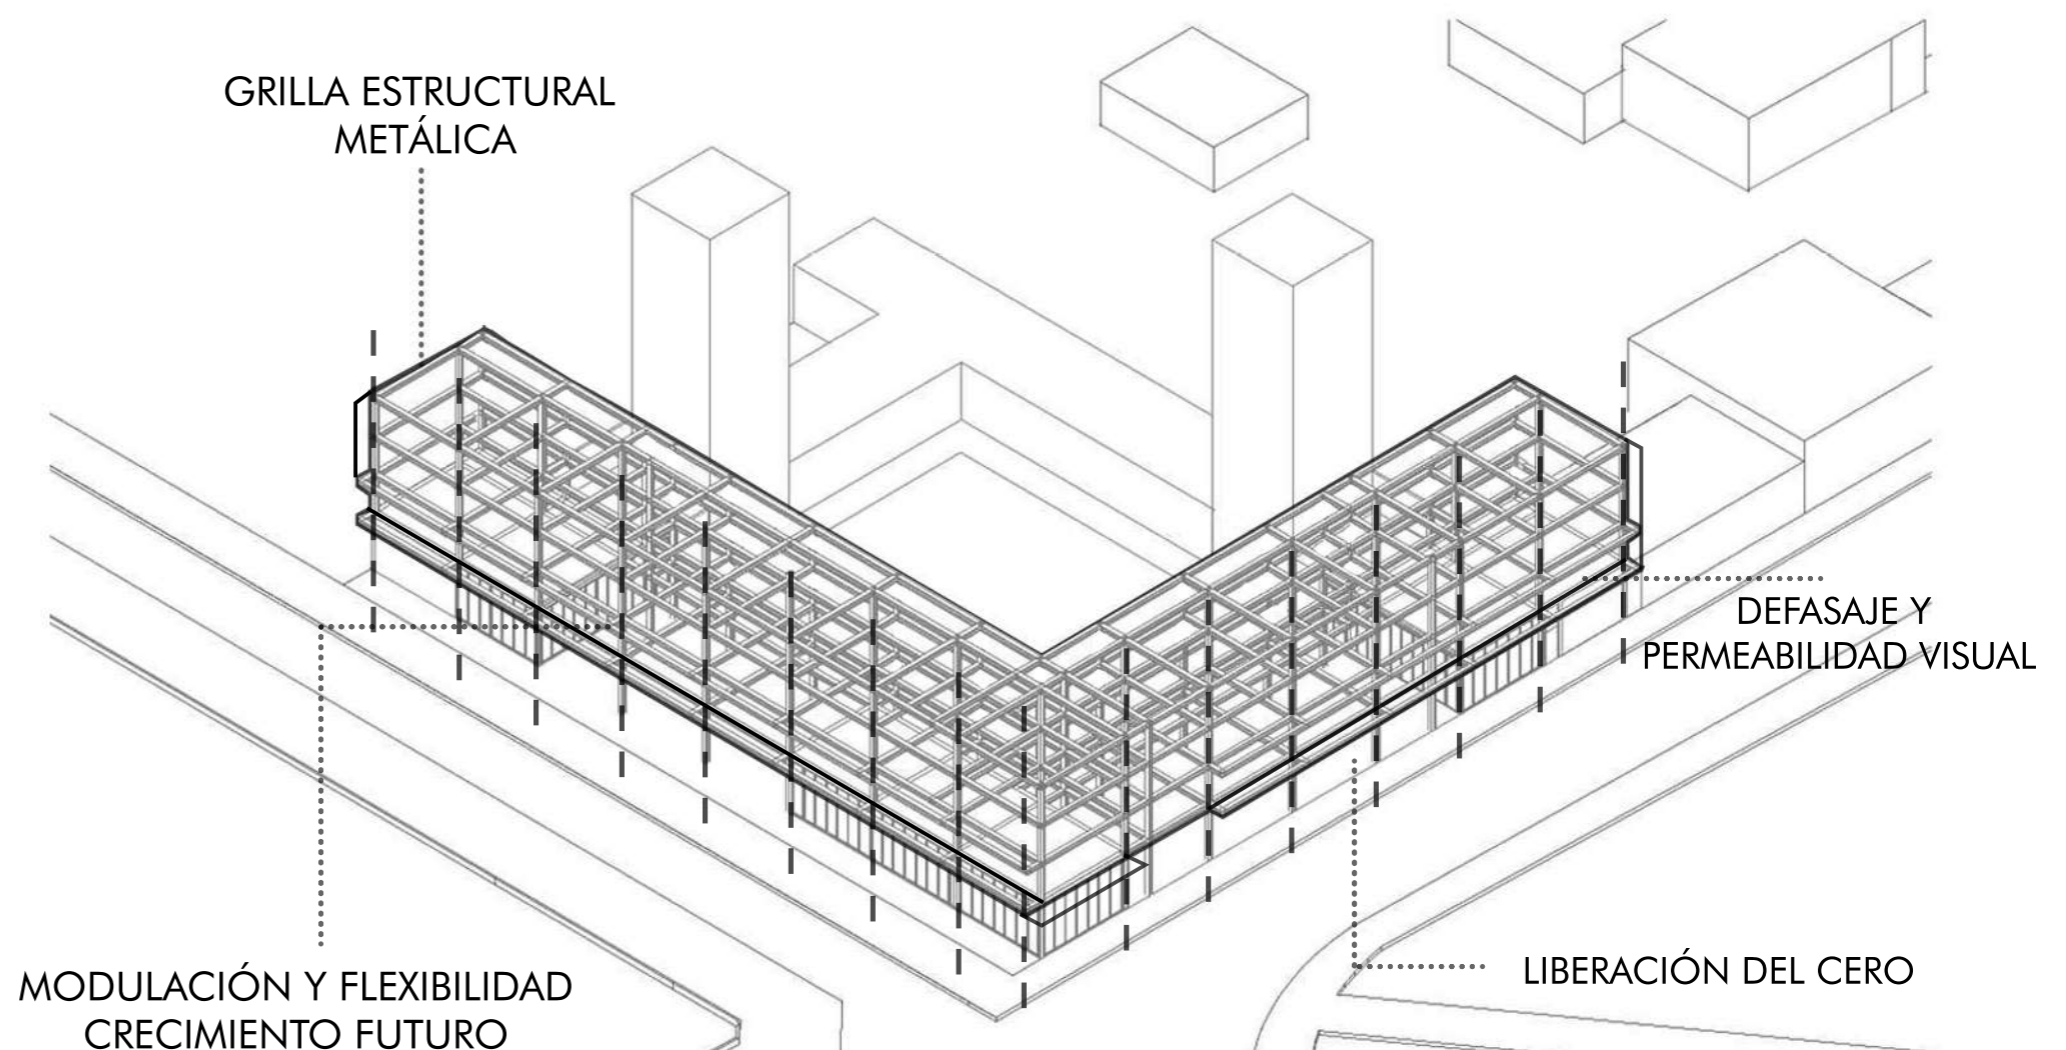 GRILLA ESTRUCTURAL
METÁLICA
DEFASAJE Y
PERMEABILIDAD VISUAL
MODULACIÓN Y FLEXIBILIDAD
CRECIMIENTO FUTURO
LIBERACIÓN DEL CERO